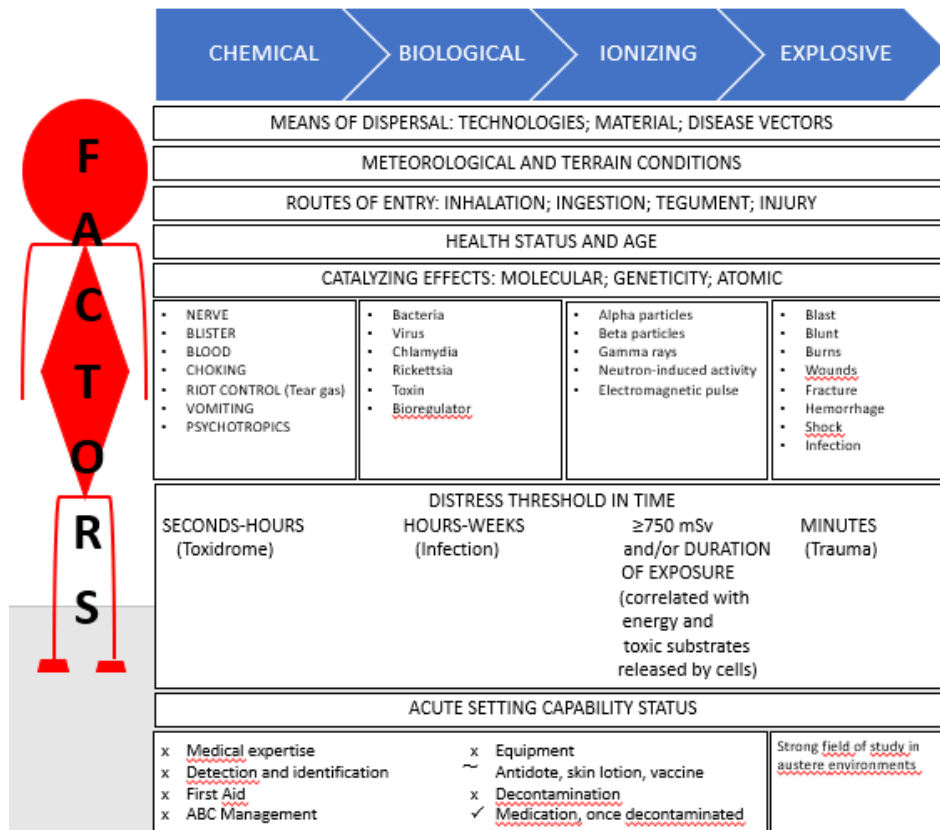 CHEMICAL
BIOLOGICAL
IONIZING
EXPLOSIVE
FACTORS
MEANS OF DISPERSAL: TECHNOLOGIES; MATERIAL; DISEASE VECTORS
METEOROLOGICAL AND TERRAIN CONDITIONS
ROUTES OF ENTRY: INHALATION; INGESTION; TEGUMENT; INJURY
HEALTH STATUS AND AGE
CATALYZING EFFECTS: MOLECULAR; GENETICITY; ATOMIC
▪ NERVE
▪ BLISTER
▪ BLOOD
▪ CHOKING
▪ RIOT CONTROL (Tear gas)
▪ VOMITING
▪ PSYCHOTROPICS
▪ Bacteria
▪ Virus
▪ Chlamydia
▪ Rickettsia
▪ Toxin
▪ Bioregulator
▪ Alpha particles
▪ Beta particles
▪ Gamma rays
▪ Neutron-induced activity
▪ Electromagnetic pulse
▪ Blast
▪ Blunt
▪ Burns
▪ Wounds
▪ Fracture
▪ Hemorrhage
▪ Shock
▪ Infection
DISTRESS THRESHOLD IN TIME
SECONDS-HOURS
(Toxidrome)
HOURS-WEEKS
(Infection)
≥750 mSv
and/or DURATION
OF EXPOSURE
(correlated with
energy and
toxic substrates
released by cells)
MINUTES
(Trauma)
ACUTE SETTING CAPABILITY STATUS
x Medical expertise
x Detection and identification
x First Aid
x ABC Management
x Equipment
~ Antidote, skin lotion, vaccine
x Decontamination
✓ Medication, once decontaminated
Strong field of study in
austere environments